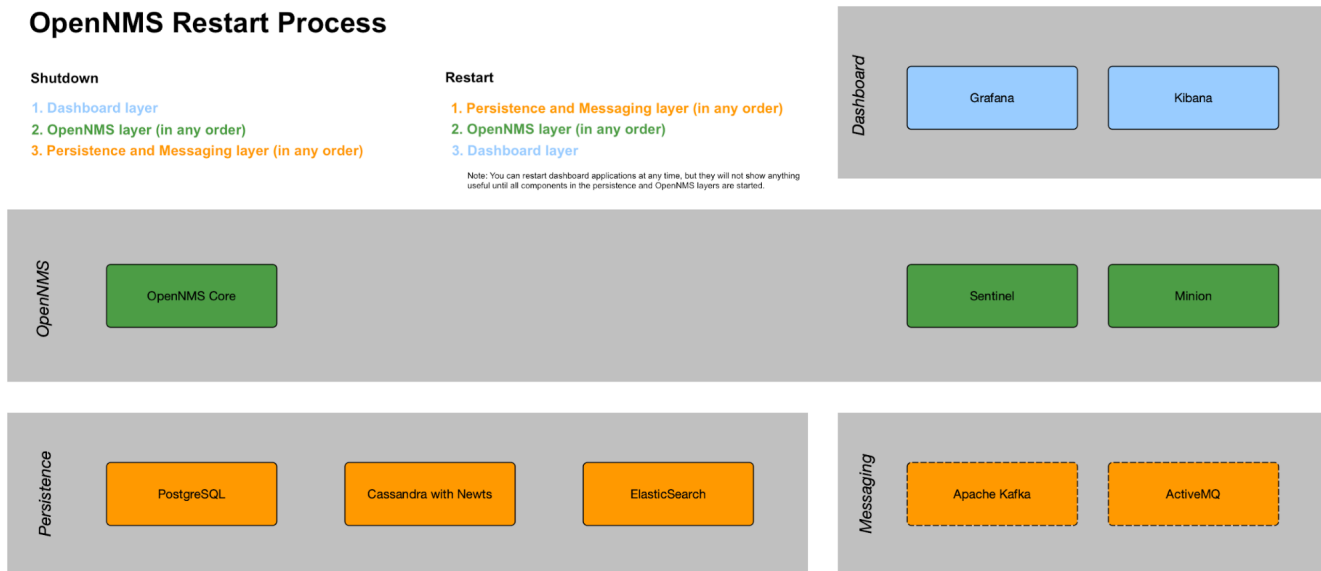 OpenNMS Restart Process
Shutdown
1. Dashboard layer
2. OpenNMS layer (in any order)
3. Persistence and Messaging layer (in any order)
Restart
1. Persistence and Messaging layer (in any order)
2. OpenNMS layer (in any order)
3. Dashboard layer
Note: You can restart dashboard applications at any time, but they will not show anything
useful until all components in the persistence and OpenNMS layers are started.
Dashboard
Grafana
Kibana
OpenNMS
OpenNMS Core
Sentinel
Minion
Persistence
PostgreSQL
Cassandra with Newts
ElasticSearch
Messaging
Apache Kafka
ActiveMQ